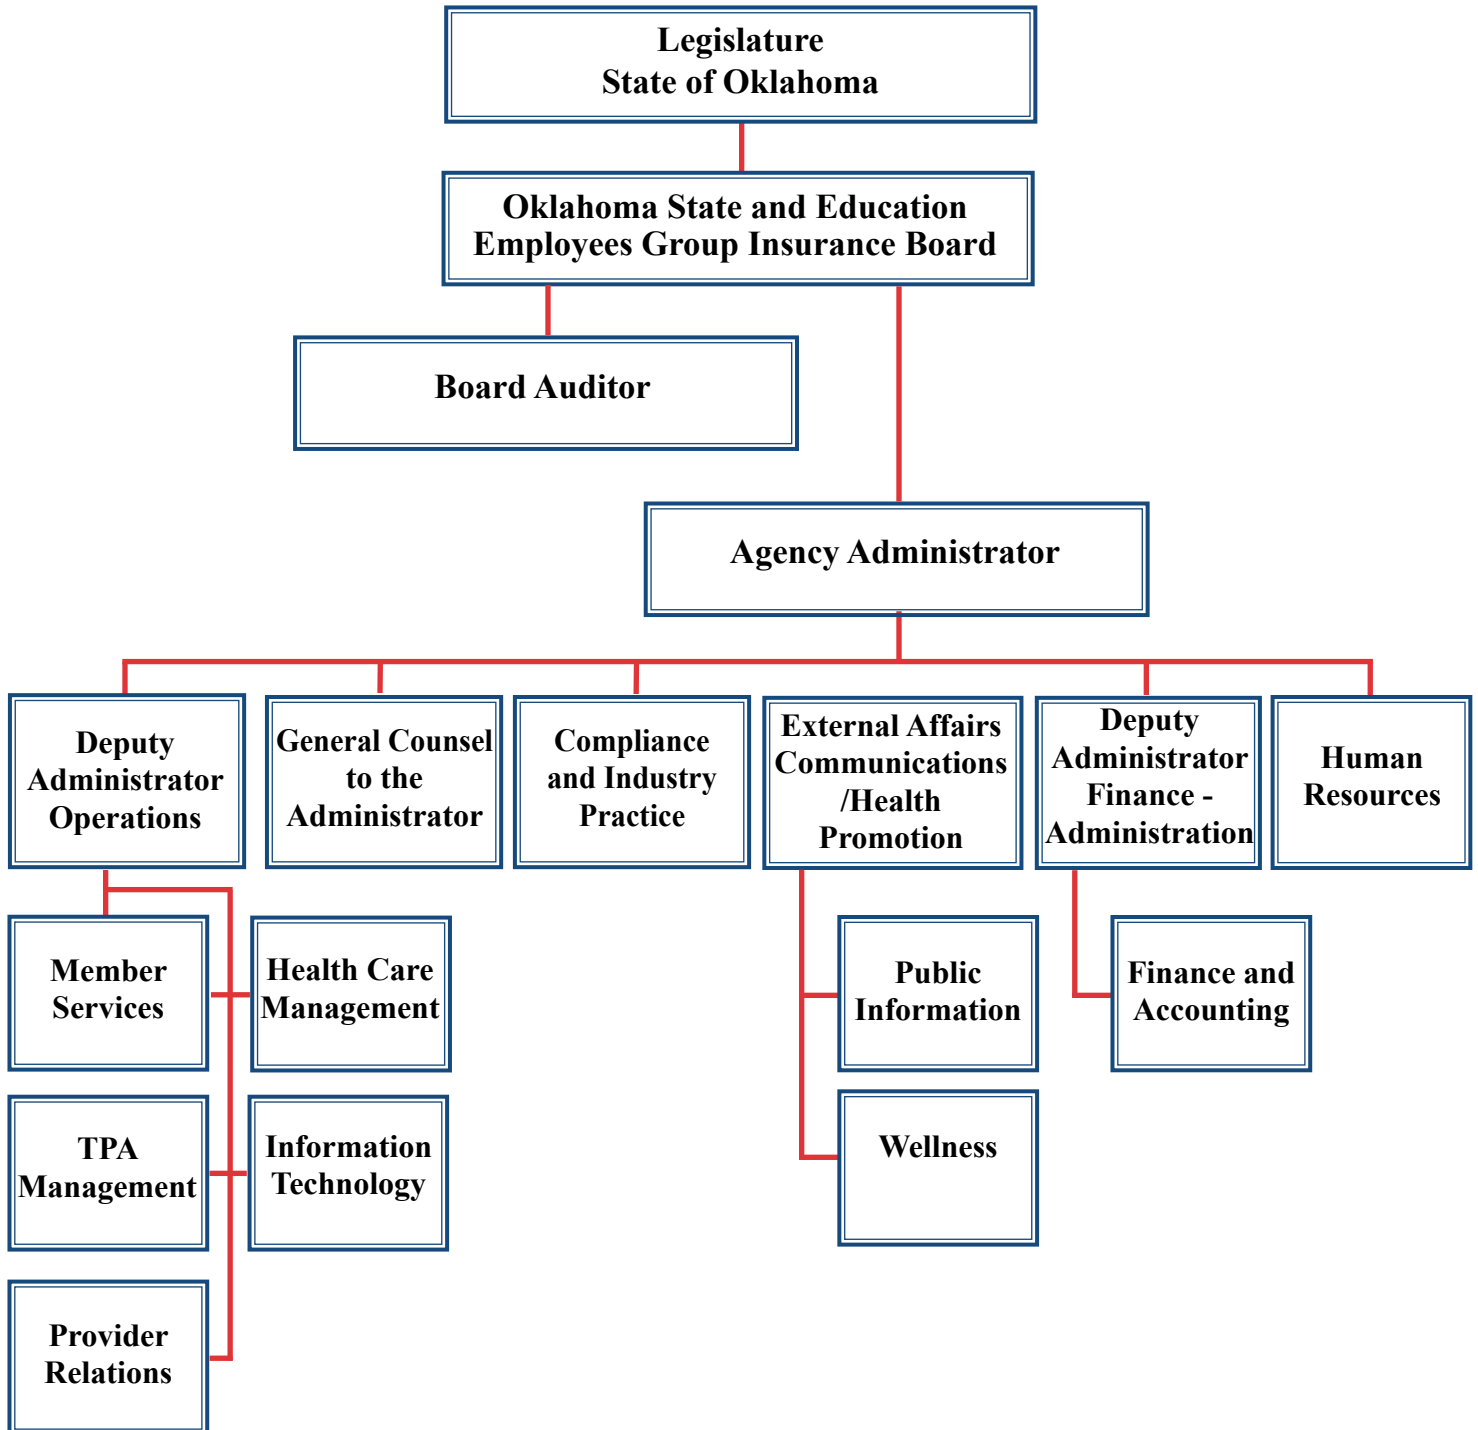 Legislature
State of Oklahoma
Oklahoma State and Education
Employees Group Insurance Board
Board Auditor
Agency Administrator
Deputy
Administrator
Operations
General Counsel
to the
Administrator
Compliance
and Industry
Practice
External Affairs
Communications
/Health
Promotion
Deputy
Administrator
Finance -
Administration
Human
Resources
Member
Services
Health Care
Management
Public
Information
Finance and
Accounting
TPA
Management
Information
Technology
Wellness
Provider
Relations